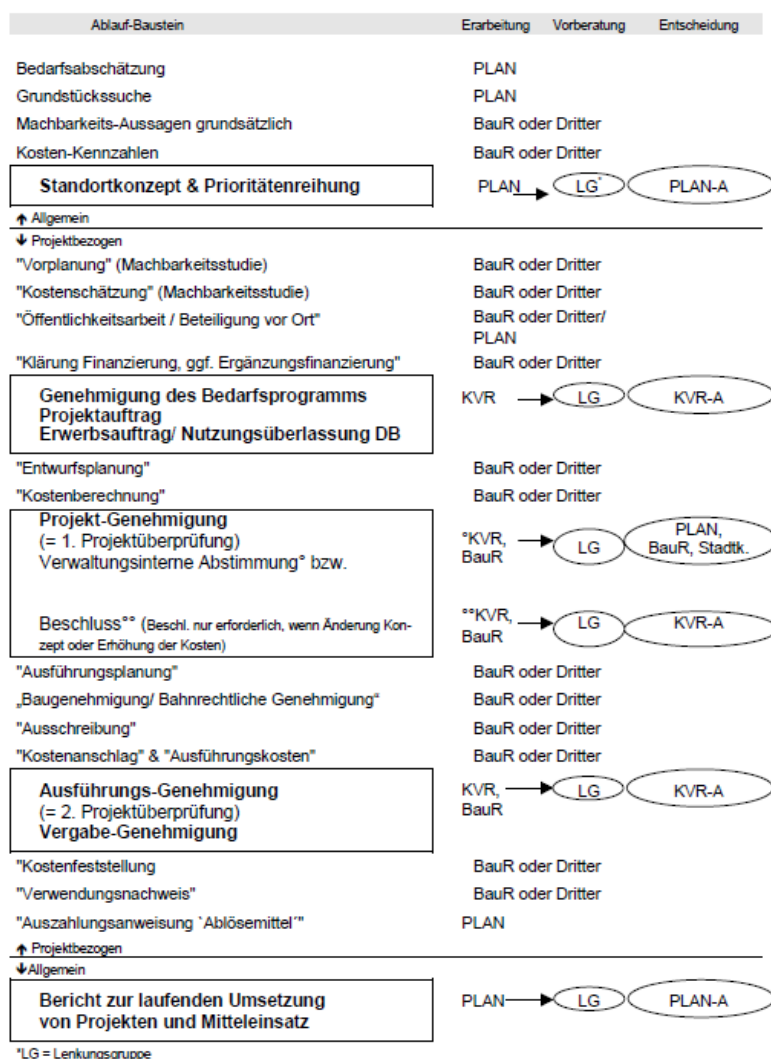 Ablauf-Baustein Erarbeitung Vorberatung Entscheidung
Bedarfsabschätzung PLAN
Grundstückssuche PLAN
Machbarkeits-Aussagen grundsätzlich BauR oder Dritter
Kosten-Kennzahlen BauR oder Dritter
Standortkonzept & Prioritätenreihung PLAN LG* PLAN-A
↑ Allgemein
↓ Projektbezogen
"Vorplanung" (Machbarkeitsstudie) BauR oder Dritter
"Kostenschätzung" (Machbarkeitsstudie) BauR oder Dritter
"Öffentlichkeitsarbeit / Beteiligung vor Ort" BauR oder Dritter/
PLAN
"Klärung Finanzierung, ggf. Ergänzungsfinanzierung" BauR oder Dritter
Genehmigung des Bedarfsprogramms KVR LG KVR-A
Projektauftrag
Erwerbsauftrag/ Nutzungsüberlassung DB
"Entwurfsplanung" BauR oder Dritter
"Kostenberechnung" BauR oder Dritter
Projekt-Genehmigung
(= 1. Projektüberprüfung) °KVR, LG PLAN,
Verwaltungsinterne Abstimmung° bzw. BauR BauR, Stadtk.
Beschluss°° (Beschl. nur erforderlich, wenn Änderung Kon- °°KVR, LG KVR-A
zept oder Erhöhung der Kosten) BauR
"Ausführungsplanung" BauR oder Dritter
„Baugenehmigung/ Bahnrechtliche Genehmigung“ BauR oder Dritter
"Ausschreibung" BauR oder Dritter
"Kostenanschlag" & "Ausführungskosten" BauR oder Dritter
Ausführungs-Genehmigung KVR, LG KVR-A
(= 2. Projektüberprüfung) BauR
Vergabe-Genehmigung
"Kostenfeststellung BauR oder Dritter
"Verwendungsnachweis" BauR oder Dritter
"Auszahlungsanweisung `Ablösemittel´" PLAN
↑ Projektbezogen
↓Allgemein
Bericht zur laufenden Umsetzung PLAN LG PLAN-A
von Projekten und Mitteleinsatz
*LG = Lenkungsgruppe